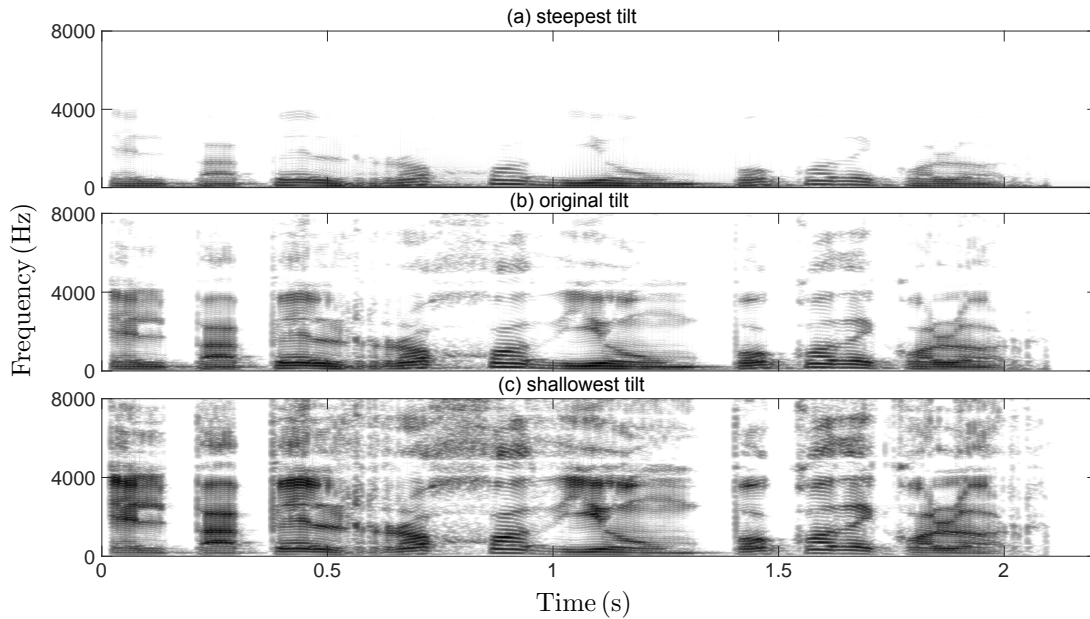 (a) steepest tilt
8000
4000
0
(b) original tilt
8000
4000
0
(c) shallowest tilt
8000
4000
0
Frequency (Hz)
0 0.5 1 1.5 2
Time (s)